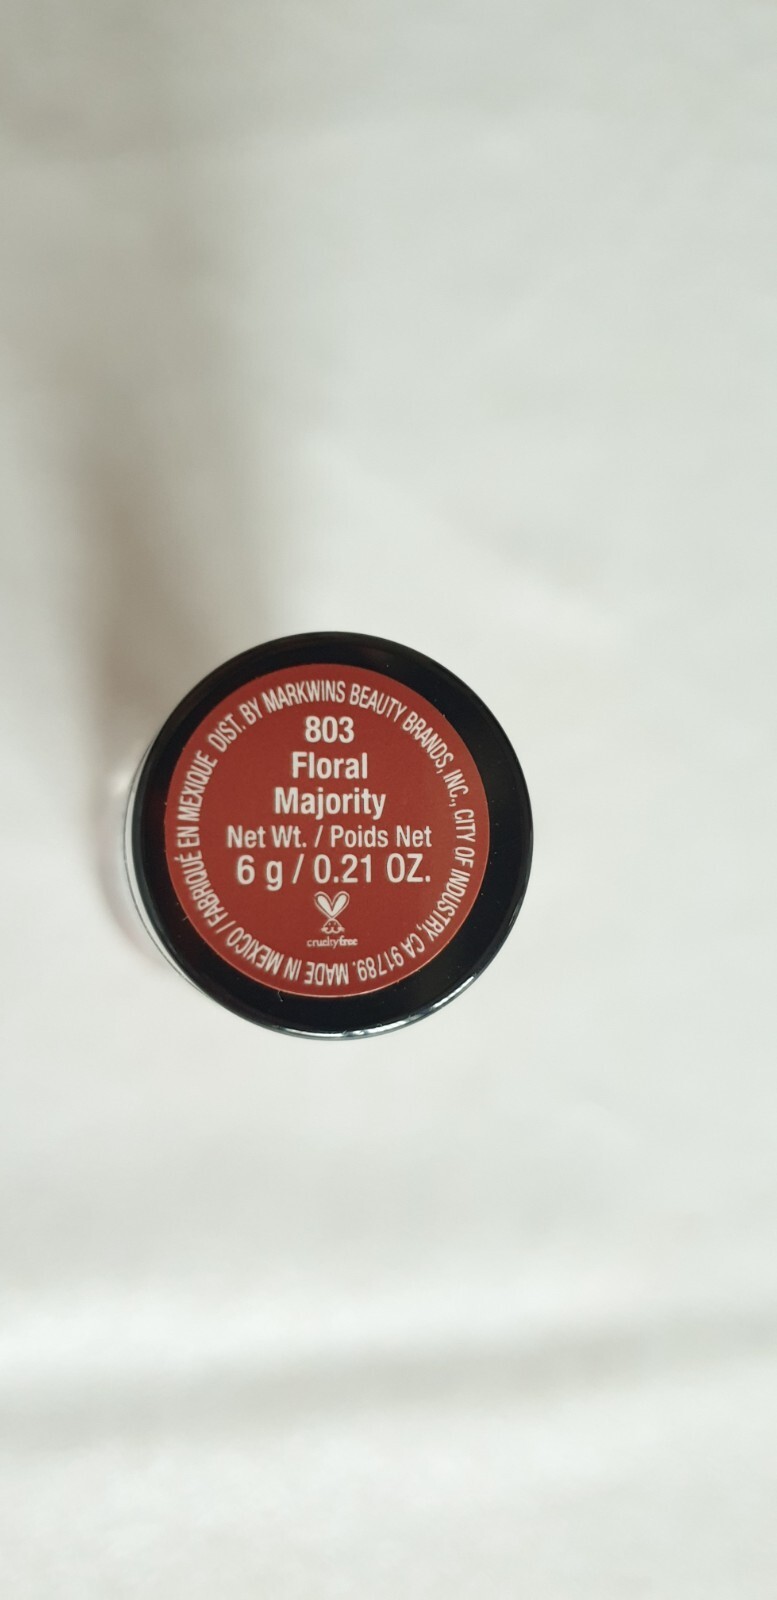 803
Floral
Majority
Net Wt. / Poids Net
6 g / 0.21 OZ.
crueltyfree
DIST. BY MARKWINS BEAUTY BRANDS, INC., CITY OF INDUSTRY, CA 91789. MADE IN MEXICO / FABRIQUÉ EN MEXIQUE